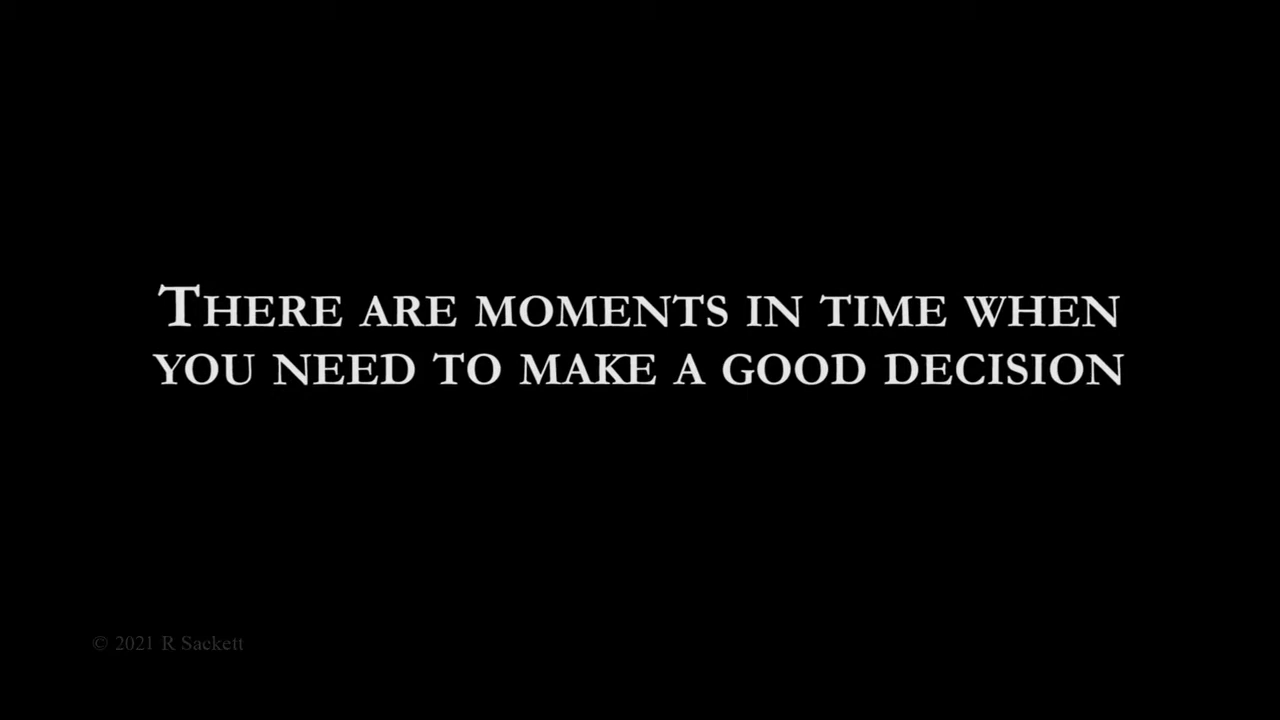 There are moments in time when
you need to make a good decision
© 2021 R Sackett